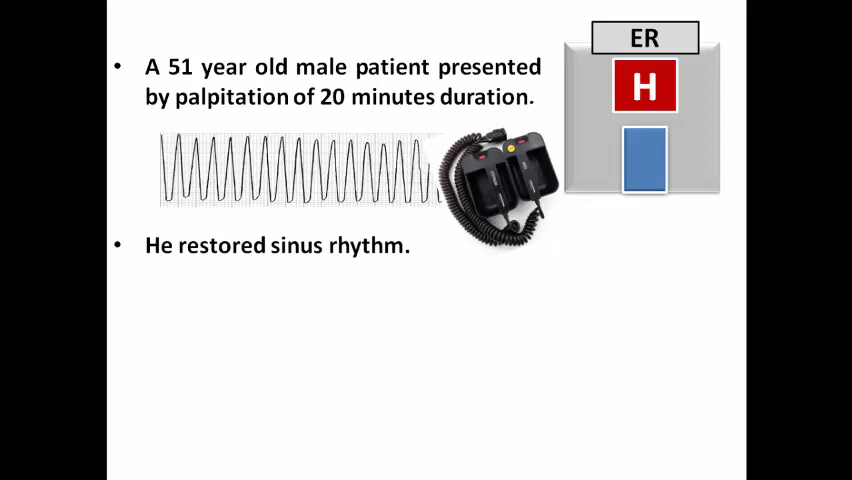 ER
H
• A 51 year old male patient presented
by palpitation of 20 minutes duration.
• He restored sinus rhythm.